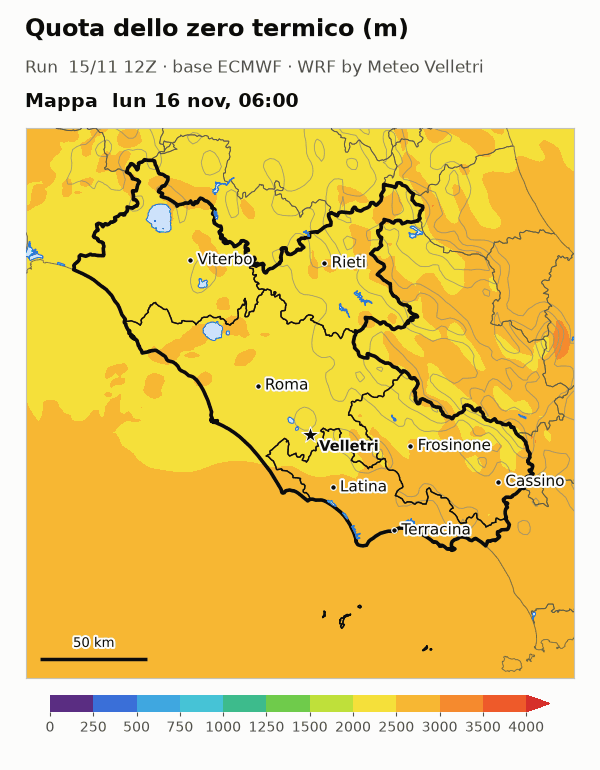 Quota dello zero termico (m)
Run  15/11 12Z · base ECMWF · WRF by Meteo Velletri
Mappa  lun 16 nov, 06:00
Viterbo
Rieti
Roma
Velletri
Frosinone
Cassino
Latina
Terracina
50 km
0 250 500 750 1000 1250 1500 2000 2500 3000 3500 4000